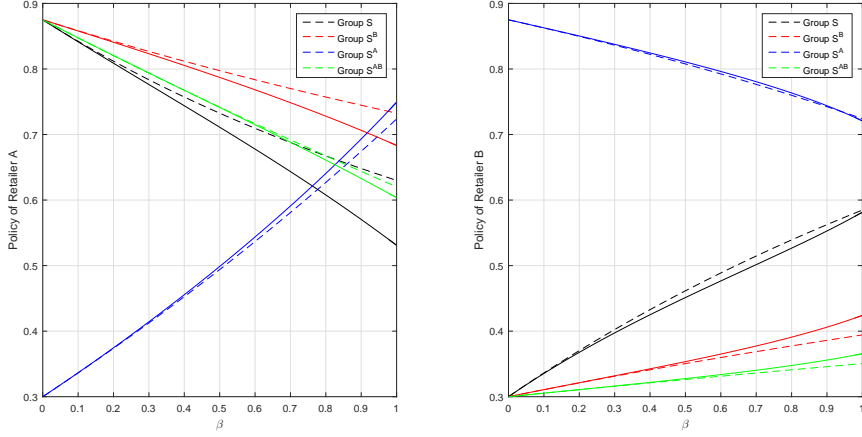 Policy of Retailer A
0.9
0.8
0.7
0.6
0.5
0.4
0.3
0 0.1 0.2 0.3 0.4 0.5 0.6 0.7 0.8 0.9 1
β
Group S
Group S^B
Group S^A
Group S^AB
Policy of Retailer B
0.9
0.8
0.7
0.6
0.5
0.4
0.3
0 0.1 0.2 0.3 0.4 0.5 0.6 0.7 0.8 0.9 1
β
Group S
Group S^B
Group S^A
Group S^AB